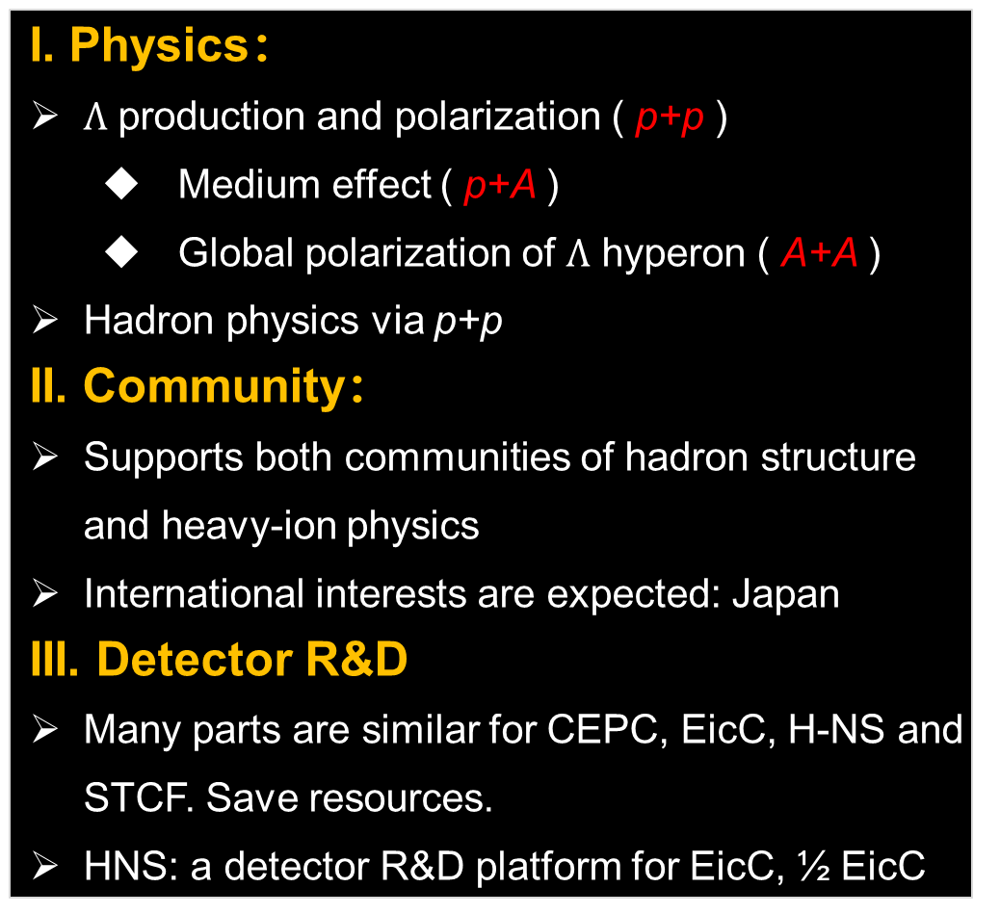 I. Physics：
➢ Λ production and polarization ( p+p )
◆ Medium effect ( p+A )
◆ Global polarization of Λ hyperon ( A+A )
➢ Hadron physics via p+p
II. Community：
➢ Supports both communities of hadron structure
and heavy-ion physics
➢ International interests are expected: Japan
III. Detector R&D
➢ Many parts are similar for CEPC, EicC, H-NS and
STCF. Save resources.
➢ HNS: a detector R&D platform for EicC, ½ EicC